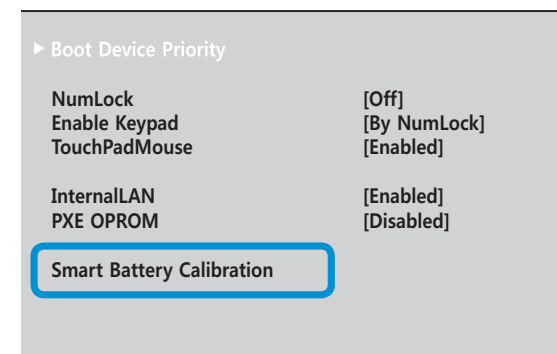 Boot Device Priority
NumLock [Off]
Enable Keypad [By NumLock]
TouchPadMouse [Enabled]
InternalLAN [Enabled]
PXE OPROM [Disabled]
Smart Battery Calibration